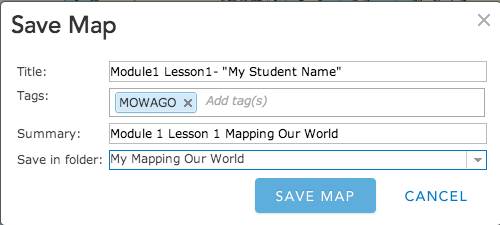 Save Map
Title: Module1 Lesson1- "My Student Name"
Tags: MOWAGO × Add tag(s)
Summary: Module 1 Lesson 1 Mapping Our World
Save in folder: My Mapping Our World
SAVE MAP CANCEL